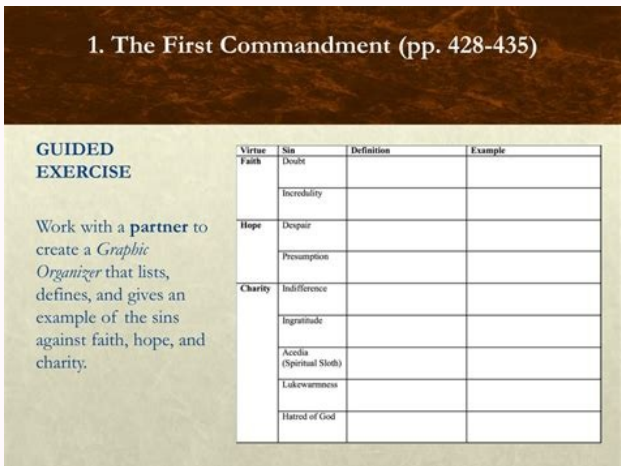 1. The First Commandment (pp. 428-435)
GUIDED
EXERCISE
Work with a partner to
create a Graphic
Organizer that lists,
defines, and gives an
example of the sins
against faith, hope, and
charity.
Virtue Sin Definition Example
Faith Doubt
Incredulity
Hope Despair
Presumption
Charity Indifference
Ingratitude
Acedia
(Spiritual Sloth)
Lukewarmness
Hatred of God